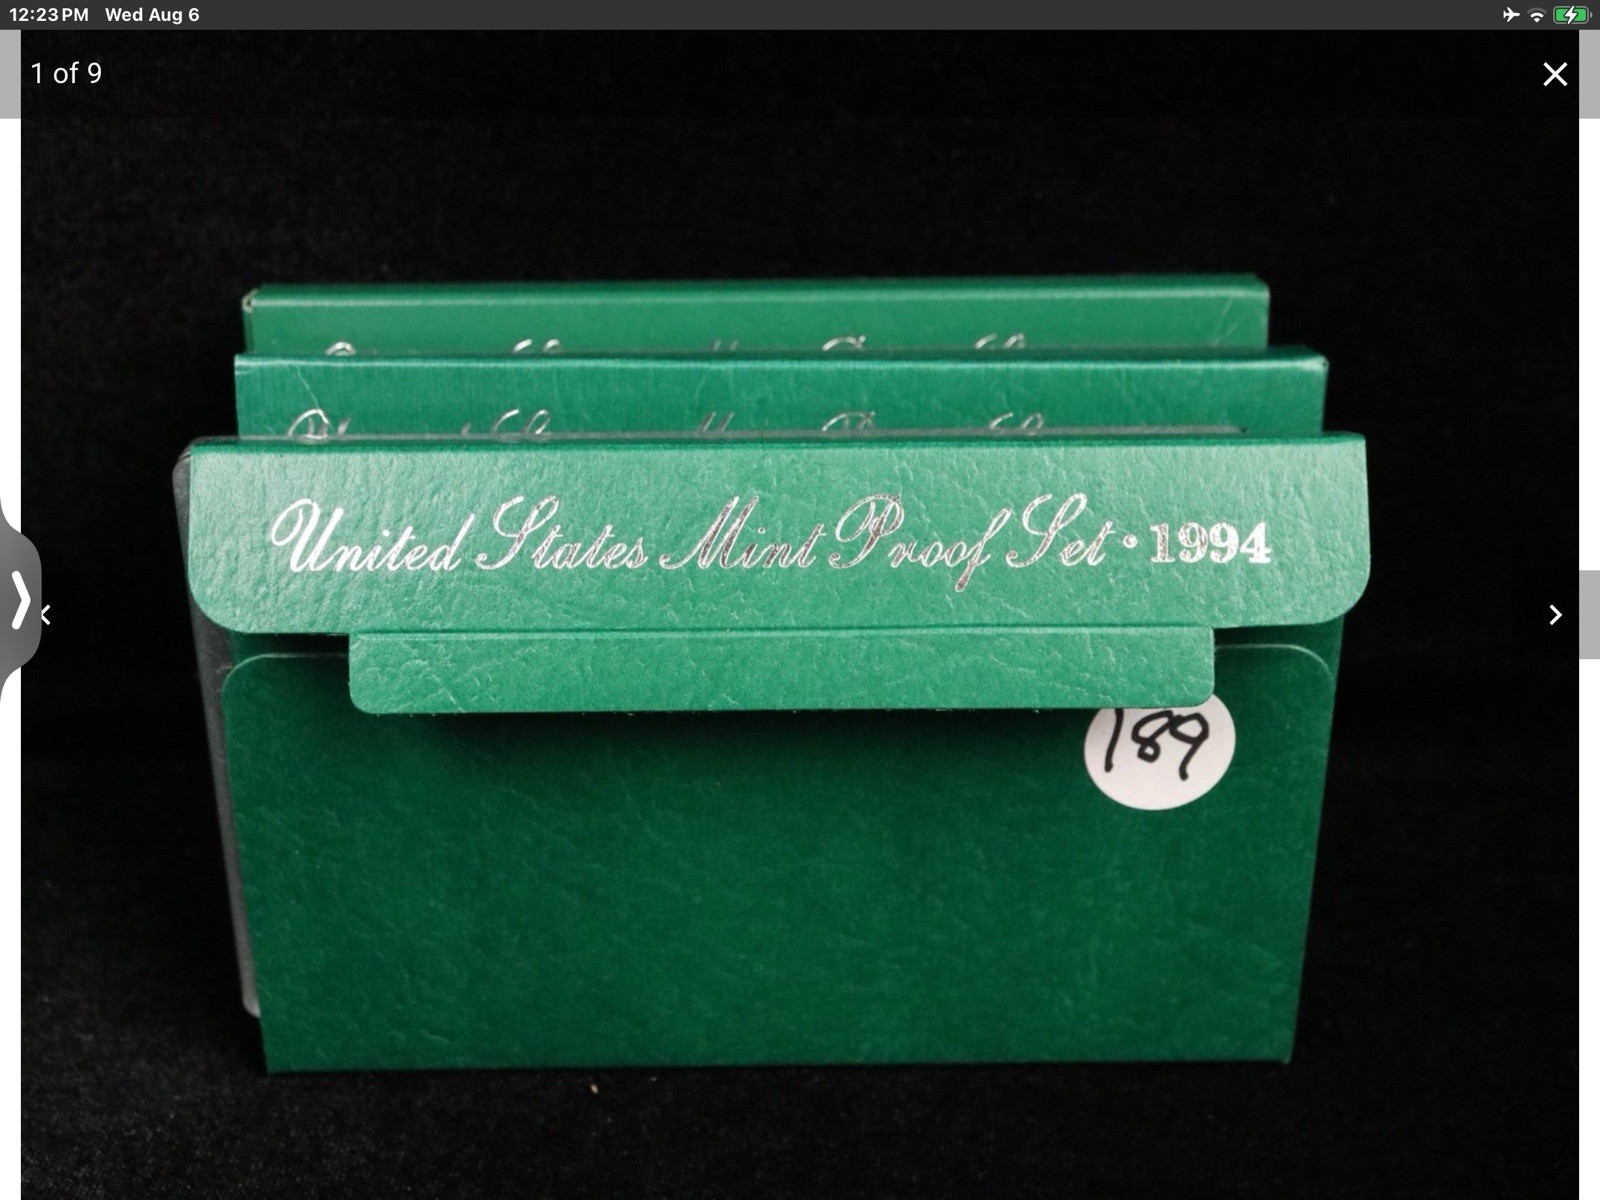 12:23 PM Wed Aug 6
1 of 9
United States Mint Proof Set • 1994
189